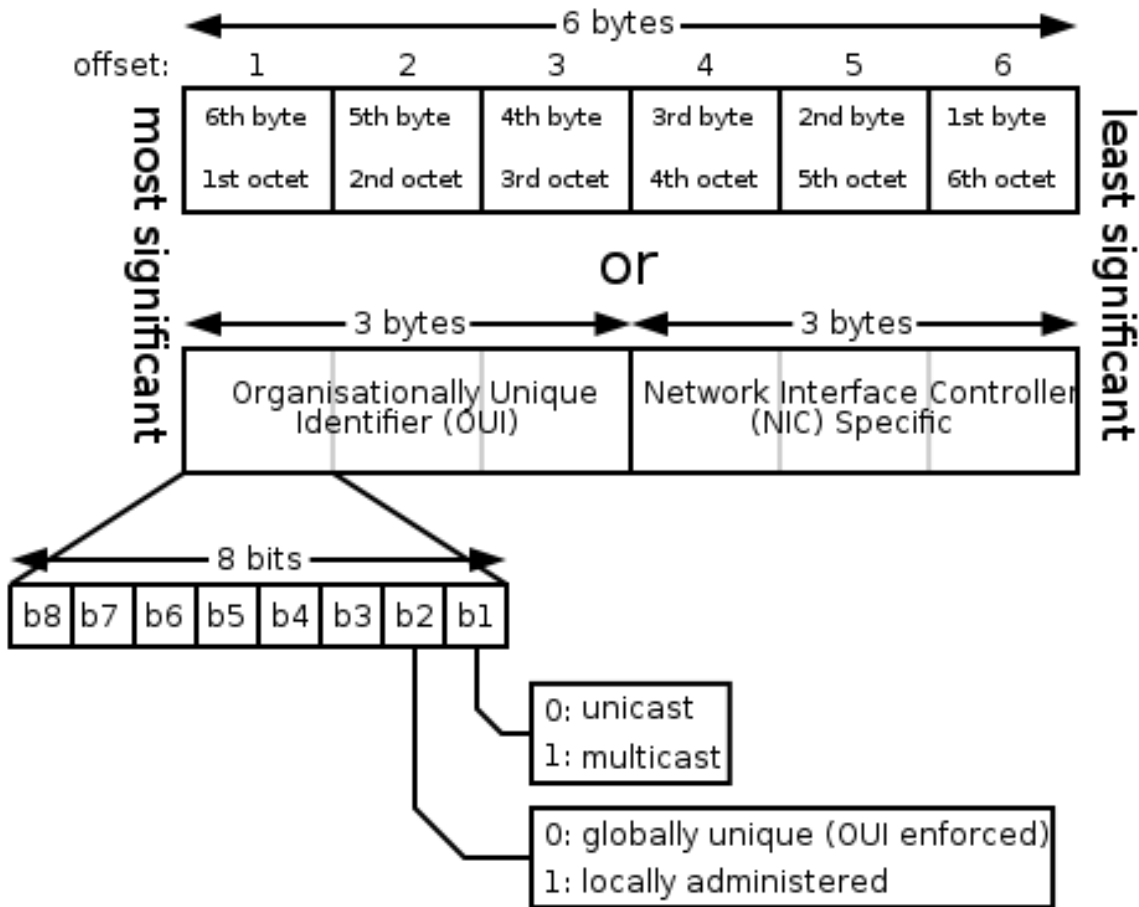 6 bytes
offset: 1 2 3 4 5 6
6th byte 5th byte 4th byte 3rd byte 2nd byte 1st byte
1st octet 2nd octet 3rd octet 4th octet 5th octet 6th octet
most significant
least significant
or
3 bytes 3 bytes
Organisationally Unique
Identifier (OUI)
Network Interface Controller
(NIC) Specific
8 bits
b8 b7 b6 b5 b4 b3 b2 b1
0: unicast
1: multicast
0: globally unique (OUI enforced)
1: locally administered